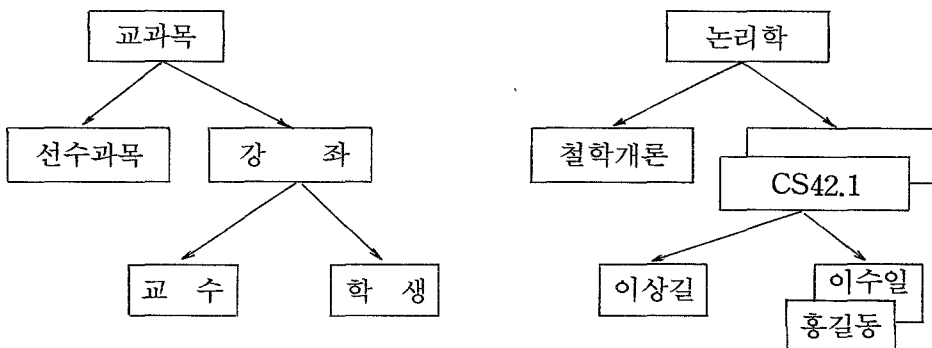 교과목
선수과목
강 좌
교 수
학 생
논리학
철학개론
CS42.1
이상길
이수일
홍길동